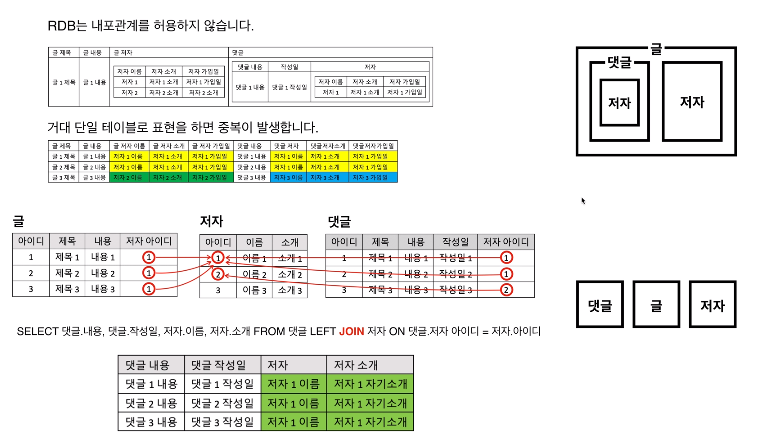 RDB는 내포관계를 허용하지 않습니다.
글 제목 글 내용 글 저자 댓글
글 1 제목 글 1 내용
저자 이름 저자 소개 저자 가입일
저자 1 저자 1 소개 저자 1 가입일
저자 2 저자 2 소개 저자 2 가입일
댓글 내용 작성일 저자
댓글 1 내용 댓글 1 작성일
저자 이름 저자 소개 저자 가입일
저자 1 저자 1 소개 저자 1 가입일
글
댓글
저자
저자
거대 단일 테이블로 표현을 하면 중복이 발생합니다.
글 제목 글 내용 글 저자 이름 글 저자 소개 글 저자 가입일 댓글 내용 댓글 저자 댓글저자소개 댓글저자가입일
글 1 제목 글 1 내용 저자 1 이름 저자 1 소개 저자 1 가입일 댓글 1 내용 저자 1 이름 저자 1 소개 저자 1 가입일
글 2 제목 글 2 내용 저자 1 이름 저자 1 소개 저자 1 가입일 댓글 2 내용 저자 1 이름 저자 1 소개 저자 1 가입일
글 3 제목 글 3 내용 저자 2 이름 저자 2 소개 저자 2 가입일 댓글 3 내용 저자 3 이름 저자 3 가입일
글
아이디 제목 내용 저자 아이디
1 제목 1 내용 1 1
2 제목 2 내용 2 1
3 제목 3 내용 3 1
저자
아이디 이름 소개
1 이름 1 소개 1
2 이름 2 소개 2
3 이름 3 소개 3
댓글
아이디 제목 내용 작성일 저자 아이디
1 제목 1 내용 1 작성일 1 1
2 제목 2 내용 2 작성일 2 1
3 제목 3 내용 3 작성일 3 2
댓글 글 저자
SELECT 댓글.내용, 댓글.작성일, 저자.이름, 저자.소개 FROM 댓글 LEFT JOIN 저자 ON 댓글.저자 아이디 = 저자.아이디
댓글 내용 댓글 작성일 저자 저자 소개
댓글 1 내용 댓글 1 작성일 저자 1 이름 저자 1 자기소개
댓글 2 내용 댓글 2 작성일 저자 1 이름 저자 1 자기소개
댓글 3 내용 댓글 3 작성일 저자 1 이름 저자 1 자기소개